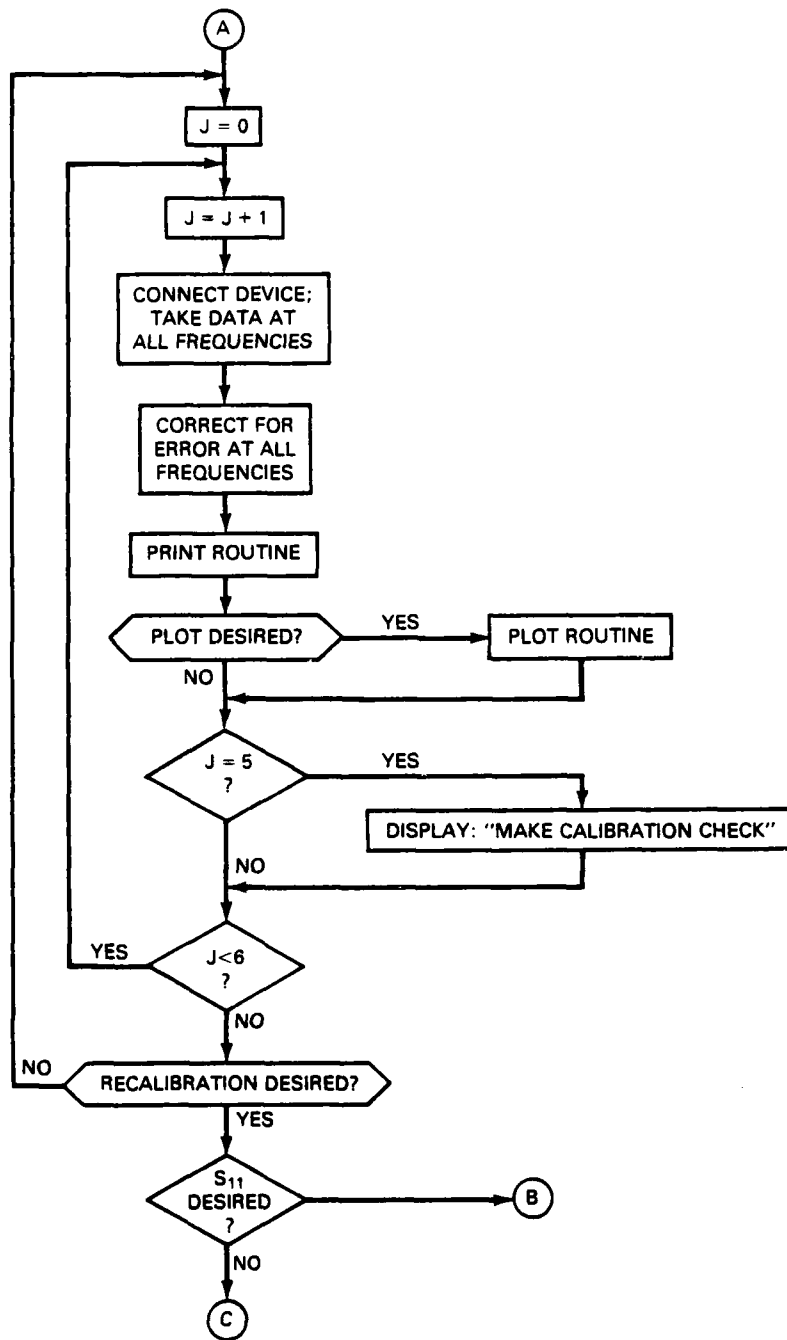 A
J = 0
J = J + 1
CONNECT DEVICE;
TAKE DATA AT
ALL FREQUENCIES
CORRECT FOR
ERROR AT ALL
FREQUENCIES
PRINT ROUTINE
PLOT DESIRED?
YES
PLOT ROUTINE
NO
J = 5
?
YES
DISPLAY: "MAKE CALIBRATION CHECK"
NO
J<6
?
YES
NO
RECALIBRATION DESIRED?
NO
YES
S₁₁
DESIRED
?
B
NO
C